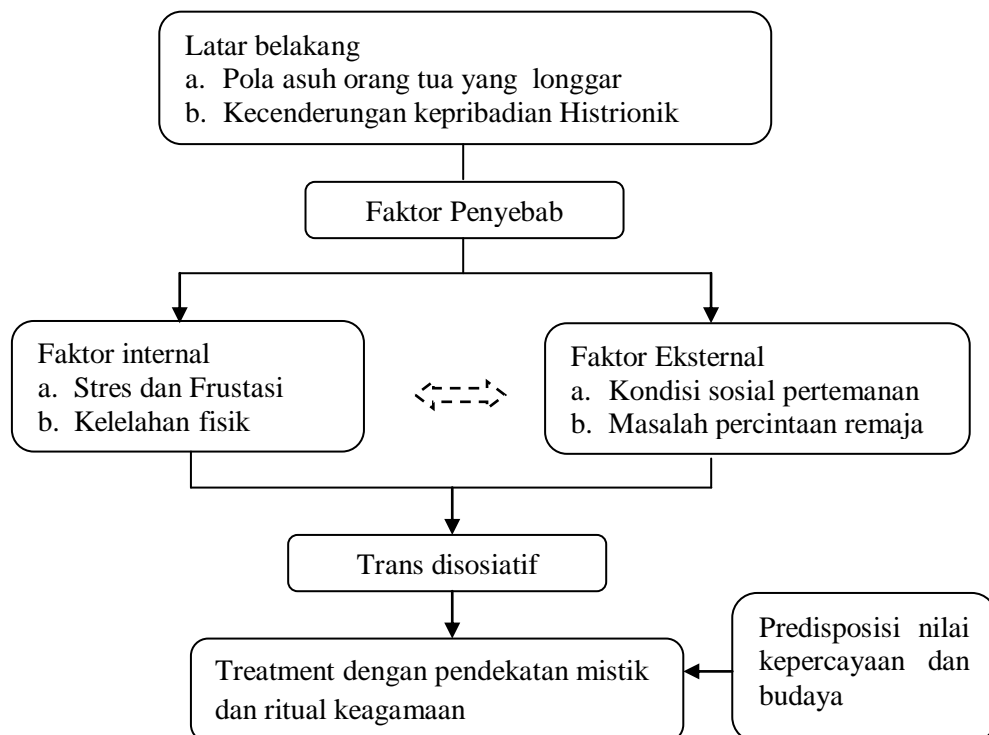 Latar belakang
a. Pola asuh orang tua yang longgar
b. Kecenderungan kepribadian Histrionik
Faktor Penyebab
Faktor internal
a. Stres dan Frustasi
b. Kelelahan fisik
Faktor Eksternal
a. Kondisi sosial pertemanan
b. Masalah percintaan remaja
Trans disosiatif
Treatment dengan pendekatan mistik
dan ritual keagamaan
Predisposisi nilai
kepercayaan dan
budaya